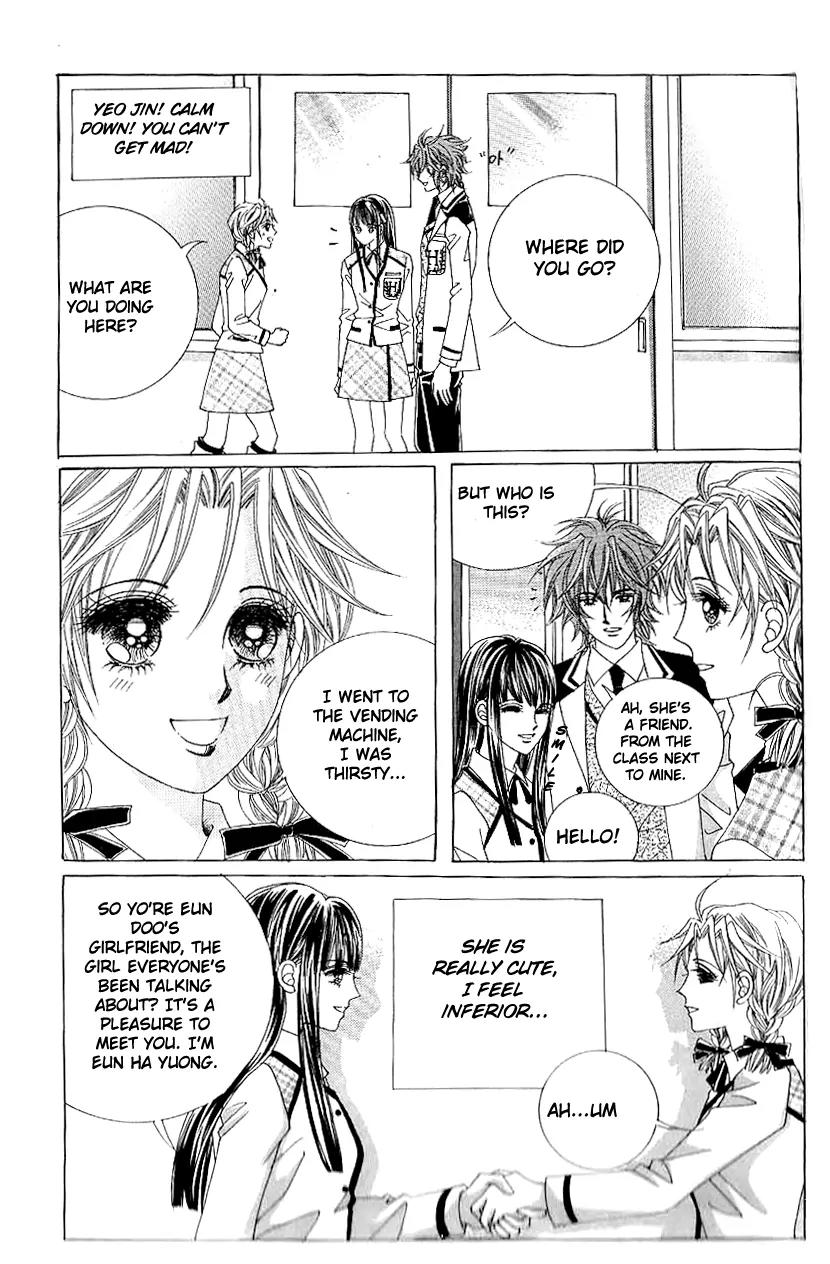 YEO JIN! CALM
DOWN! YOU CAN'T
GET MAD!
WHAT ARE
YOU DOING
HERE?
"아"
H
H
WHERE DID
YOU GO?
I WENT TO
THE VENDING
MACHINE,
I WAS
THIRSTY...
BUT WHO IS
THIS?
AH, SHE'S
A FRIEND.
FROM THE
CLASS NEXT
TO MINE.
SMILE
HELLO!
SO YO'RE EUN
DOO'S
GIRLFRIEND, THE
GIRL EVERYONE'S
BEEN TALKING
ABOUT? IT'S A
PLEASURE TO
MEET YOU. I'M
EUN HA YUONG.
SHE IS
REALLY CUTE,
I FEEL
INFERIOR...
AH...UM